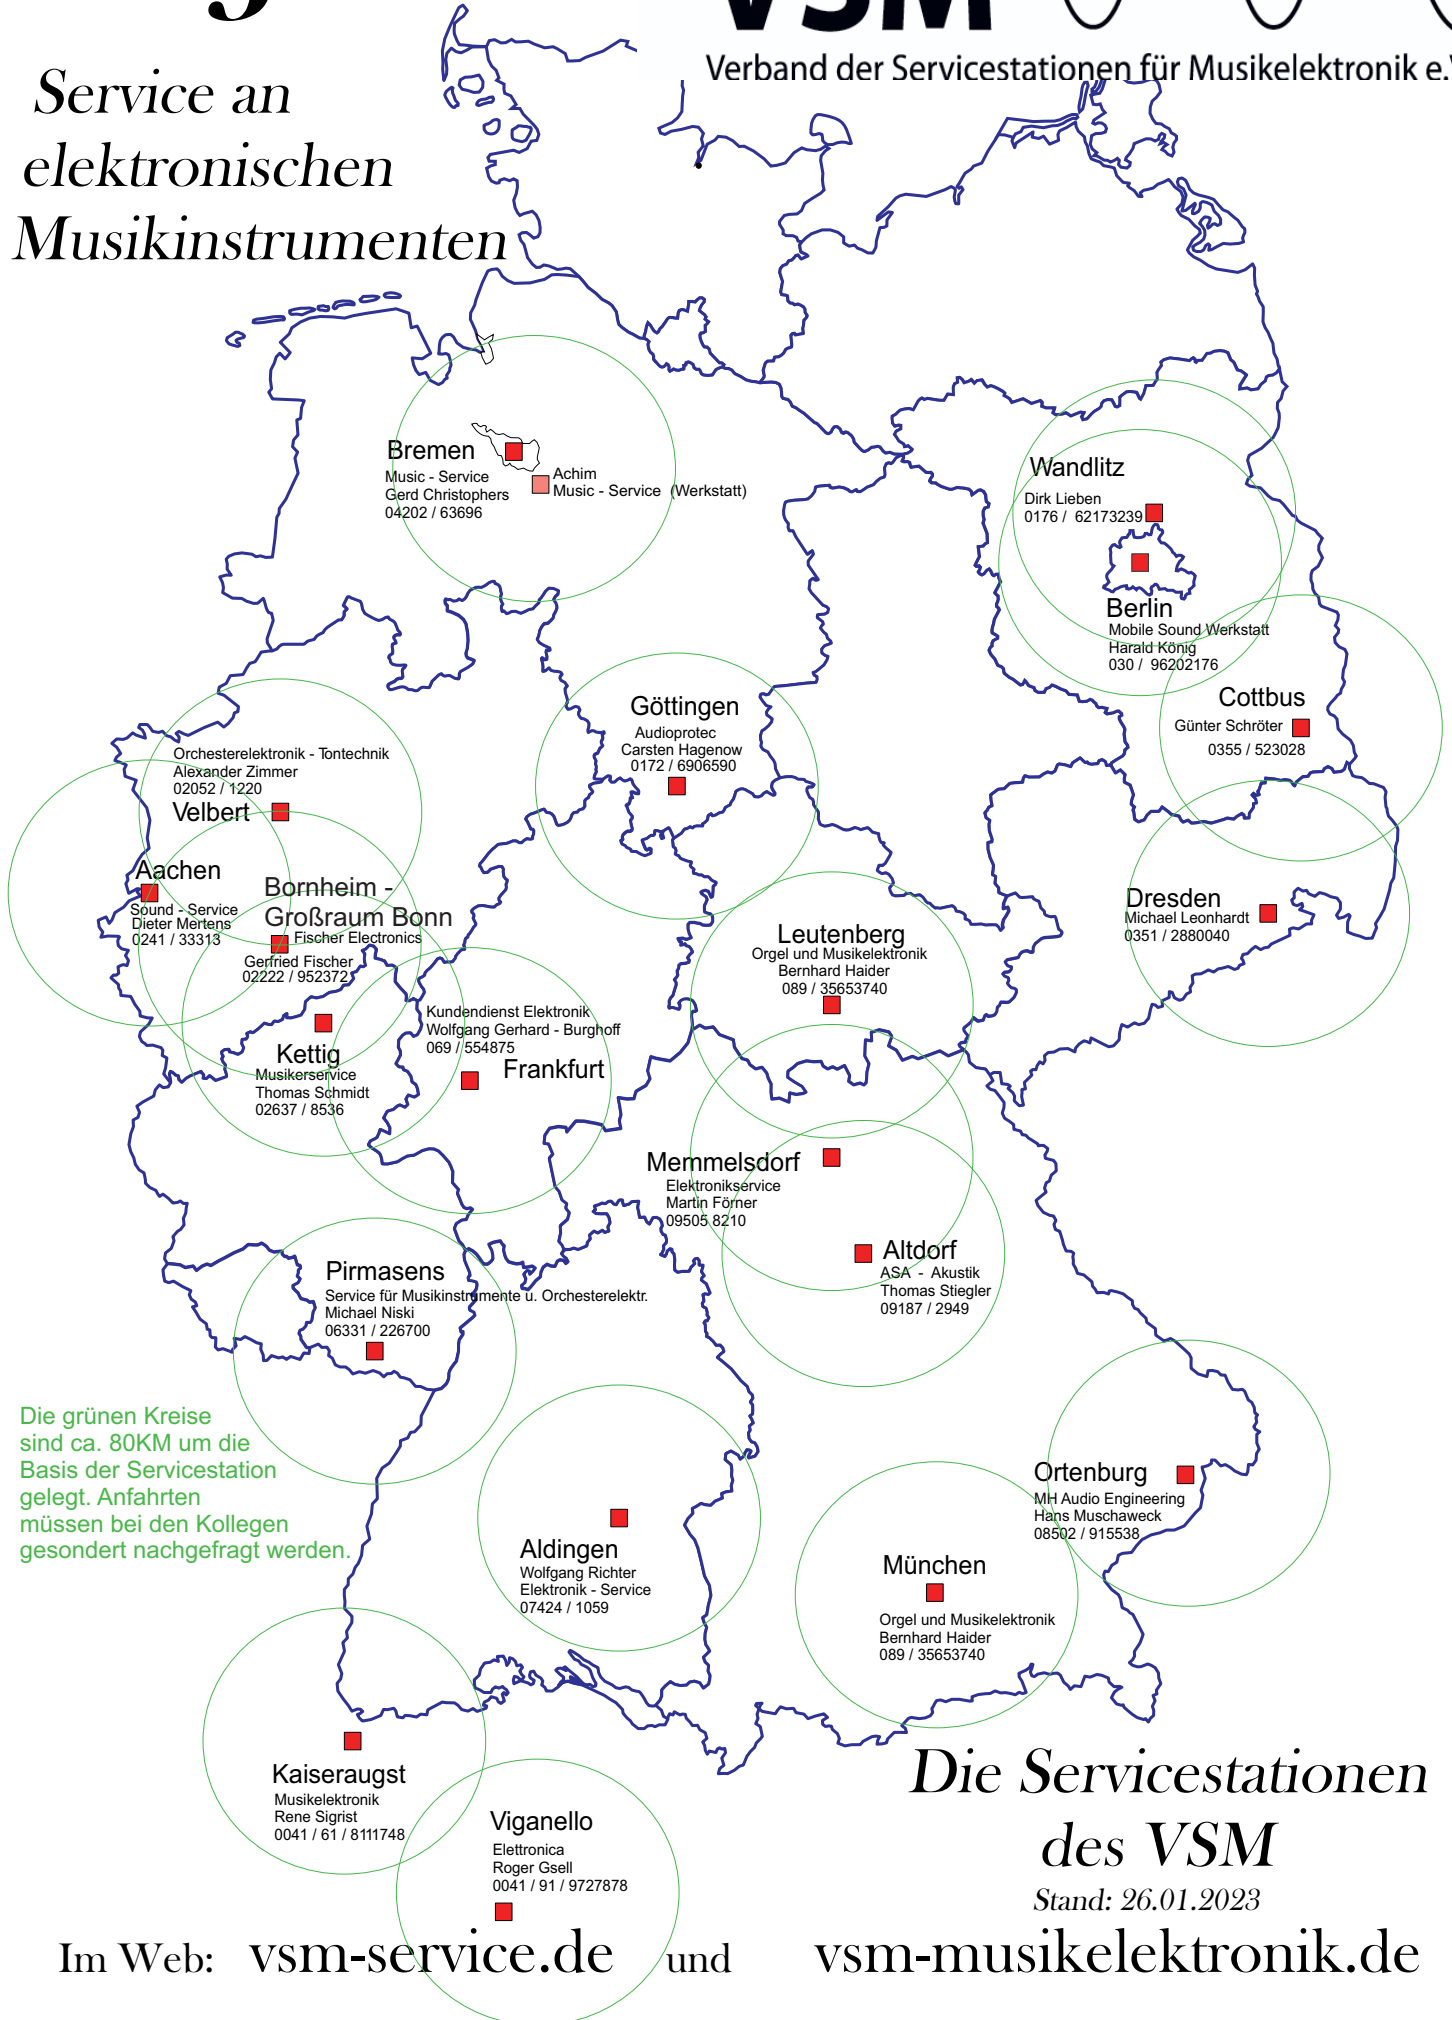 VSM
Verband der Servicestationen für Musikelektronik e.V
Service an
elektronischen
Musikinstrumenten
Bremen
Music - Service
Gerd Christophers
04202 / 63696
Achim
Music - Service (Werkstatt)
Wandlitz
Dirk Lieben
0176 / 62173239
Berlin
Mobile Sound Werkstatt
Harald König
030 / 96202176
Cottbus
Günter Schröter
0355 / 523028
Göttingen
Audioprotec
Carsten Hagenow
0172 / 6906590
Orchesterelektronik - Tontechnik
Alexander Zimmer
02052 / 1220
Velbert
Aachen
Sound - Service
Dieter Mertens
0241 / 33313
Bornheim -
Großraum Bonn
Fischer Electronics
Gerfried Fischer
02222 / 952372
Dresden
Michael Leonhardt
0351 / 2880040
Leutenberg
Orgel und Musikelektronik
Bernhard Haider
089 / 35653740
Kettig
Musikerservice
Thomas Schmidt
02637 / 8536
Kundendienst Elektronik
Wolfgang Gerhard - Burghoff
069 / 554875
Frankfurt
Memmelsdorf
Elektronikservice
Martin Förner
09505 8210
Altdorf
ASA - Akustik
Thomas Stiegler
09187 / 2949
Pirmasens
Service für Musikinstrumente u. Orchesterelektr.
Michael Niski
06331 / 226700
Die grünen Kreise
sind ca. 80KM um die
Basis der Servicestation
gelegt. Anfahrten
müssen bei den Kollegen
gesondert nachgefragt werden.
Ortenburg
MH Audio Engineering
Hans Muschaweck
08502 / 915538
Aldingen
Wolfgang Richter
Elektronik - Service
07424 / 1059
München
Orgel und Musikelektronik
Bernhard Haider
089 / 35653740
Kaiseraugst
Musikelektronik
Rene Sigrist
0041 / 61 / 8111748
Viganello
Elettronica
Roger Gsell
0041 / 91 / 9727878
Die Servicestationen
des VSM
Stand: 26.01.2023
Im Web: vsm-service.de und vsm-musikelektronik.de